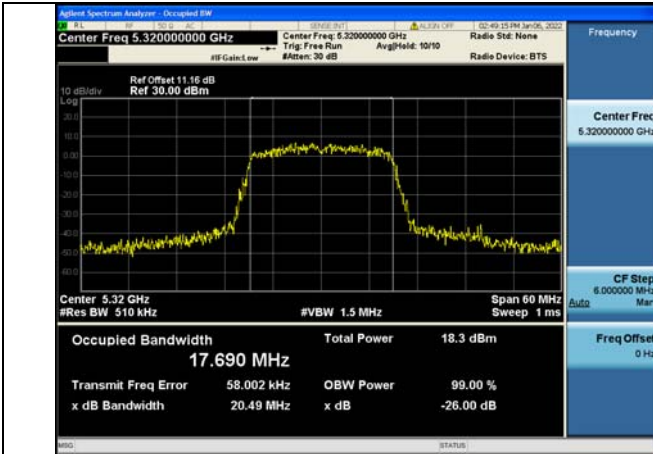 Agilent Spectrum Analyzer - Occupied BW
RL RF 50 Ω AC SENSE:INT ALIGN OFF 02:49:15 PM Jan 06, 2022
Center Freq 5.320000000 GHz
Center Freq: 5.320000000 GHz
Radio Std: None
Trig: Free Run Avg|Hold: 10/10
#IFGain:Low
#Atten: 30 dB
Radio Device: BTS
Ref Offset 11.16 dB
10 dB/div Ref 30.00 dBm
Log
20.0
10.0
0.00
-10.0
-20.0
-30.0
-40.0
-50.0
-60.0
Center 5.32 GHz
Span 60 MHz
#Res BW 510 kHz
#VBW 1.5 MHz
Sweep 1 ms
Occupied Bandwidth
17.690 MHz
Total Power 18.3 dBm
Transmit Freq Error 58.002 kHz
OBW Power 99.00 %
x dB Bandwidth 20.49 MHz
x dB -26.00 dB
MSG STATUS
Frequency
Center Freq
5.320000000 GHz
CF Step
6.000000 MHz
Auto Man
Freq Offset
0 Hz